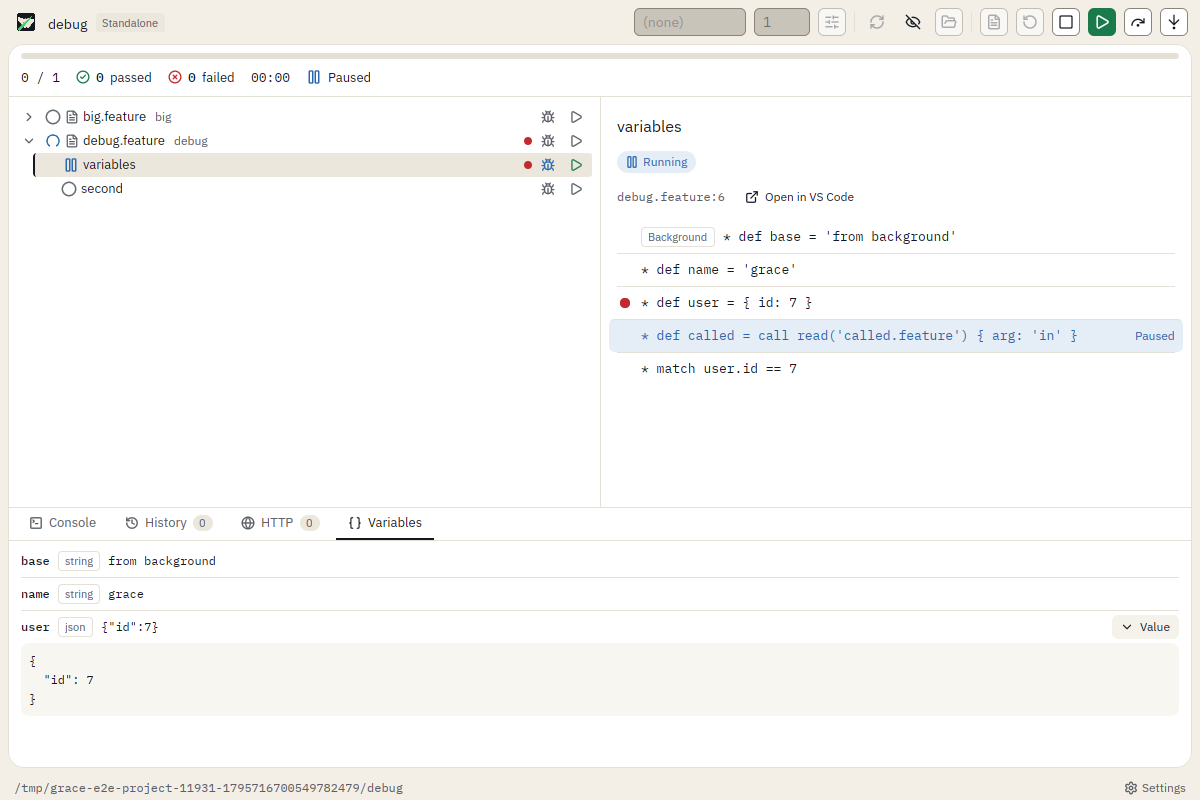 debug Standalone (none) 1
0 / 1 0 passed 0 failed 00:00 Paused
big.feature big
debug.feature debug
variables
second
variables
Running
debug.feature:6 Open in VS Code
Background * def base = 'from background'
* def name = 'grace'
* def user = { id: 7 }
* def called = call read('called.feature') { arg: 'in' } Paused
* match user.id == 7
Console History 0 HTTP 0 {} Variables
base string from background
name string grace
user json {"id":7} Value
{
"id": 7
}
/tmp/grace-e2e-project-11931-1795716700549782479/debug Settings